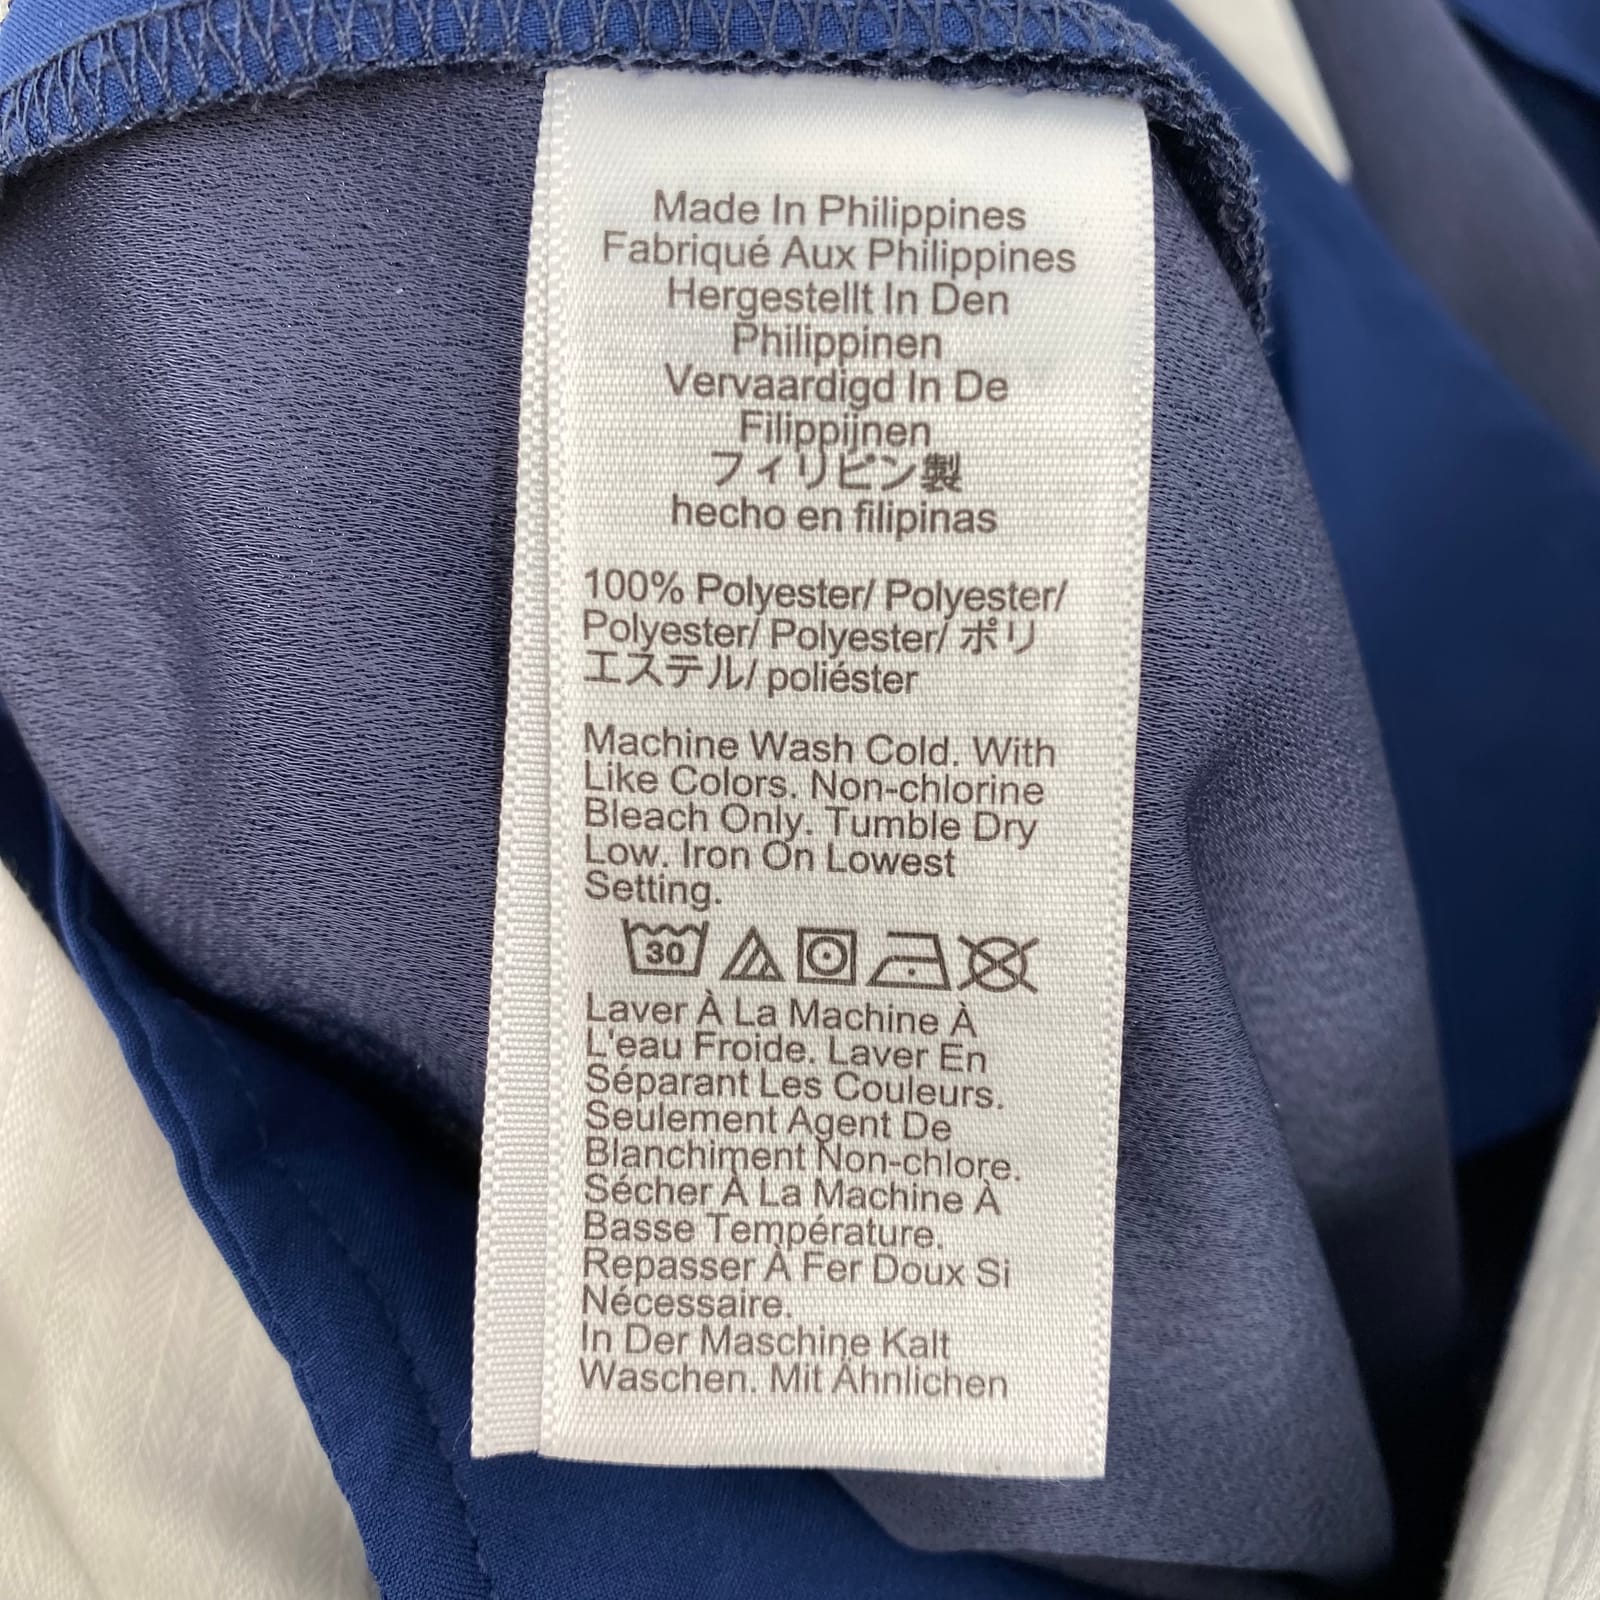 Made In Philippines
Fabriqué Aux Philippines
Hergestellt In Den
Philippinen
Vervaardigd In De
Filippijnen
フィリピン製
hecho en filipinas
100% Polyester/ Polyester/
Polyester/ Polyester/ ポリ
エステル/ poliéster
Machine Wash Cold. With
Like Colors. Non-chlorine
Bleach Only. Tumble Dry
Low. Iron On Lowest
Setting.
30
Laver À La Machine À
L'eau Froide. Laver En
Séparant Les Couleurs.
Seulement Agent De
Blanchiment Non-chlore.
Sécher À La Machine À
Basse Température.
Repasser À Fer Doux Si
Nécessaire.
In Der Maschine Kalt
Waschen. Mit Ähnlichen